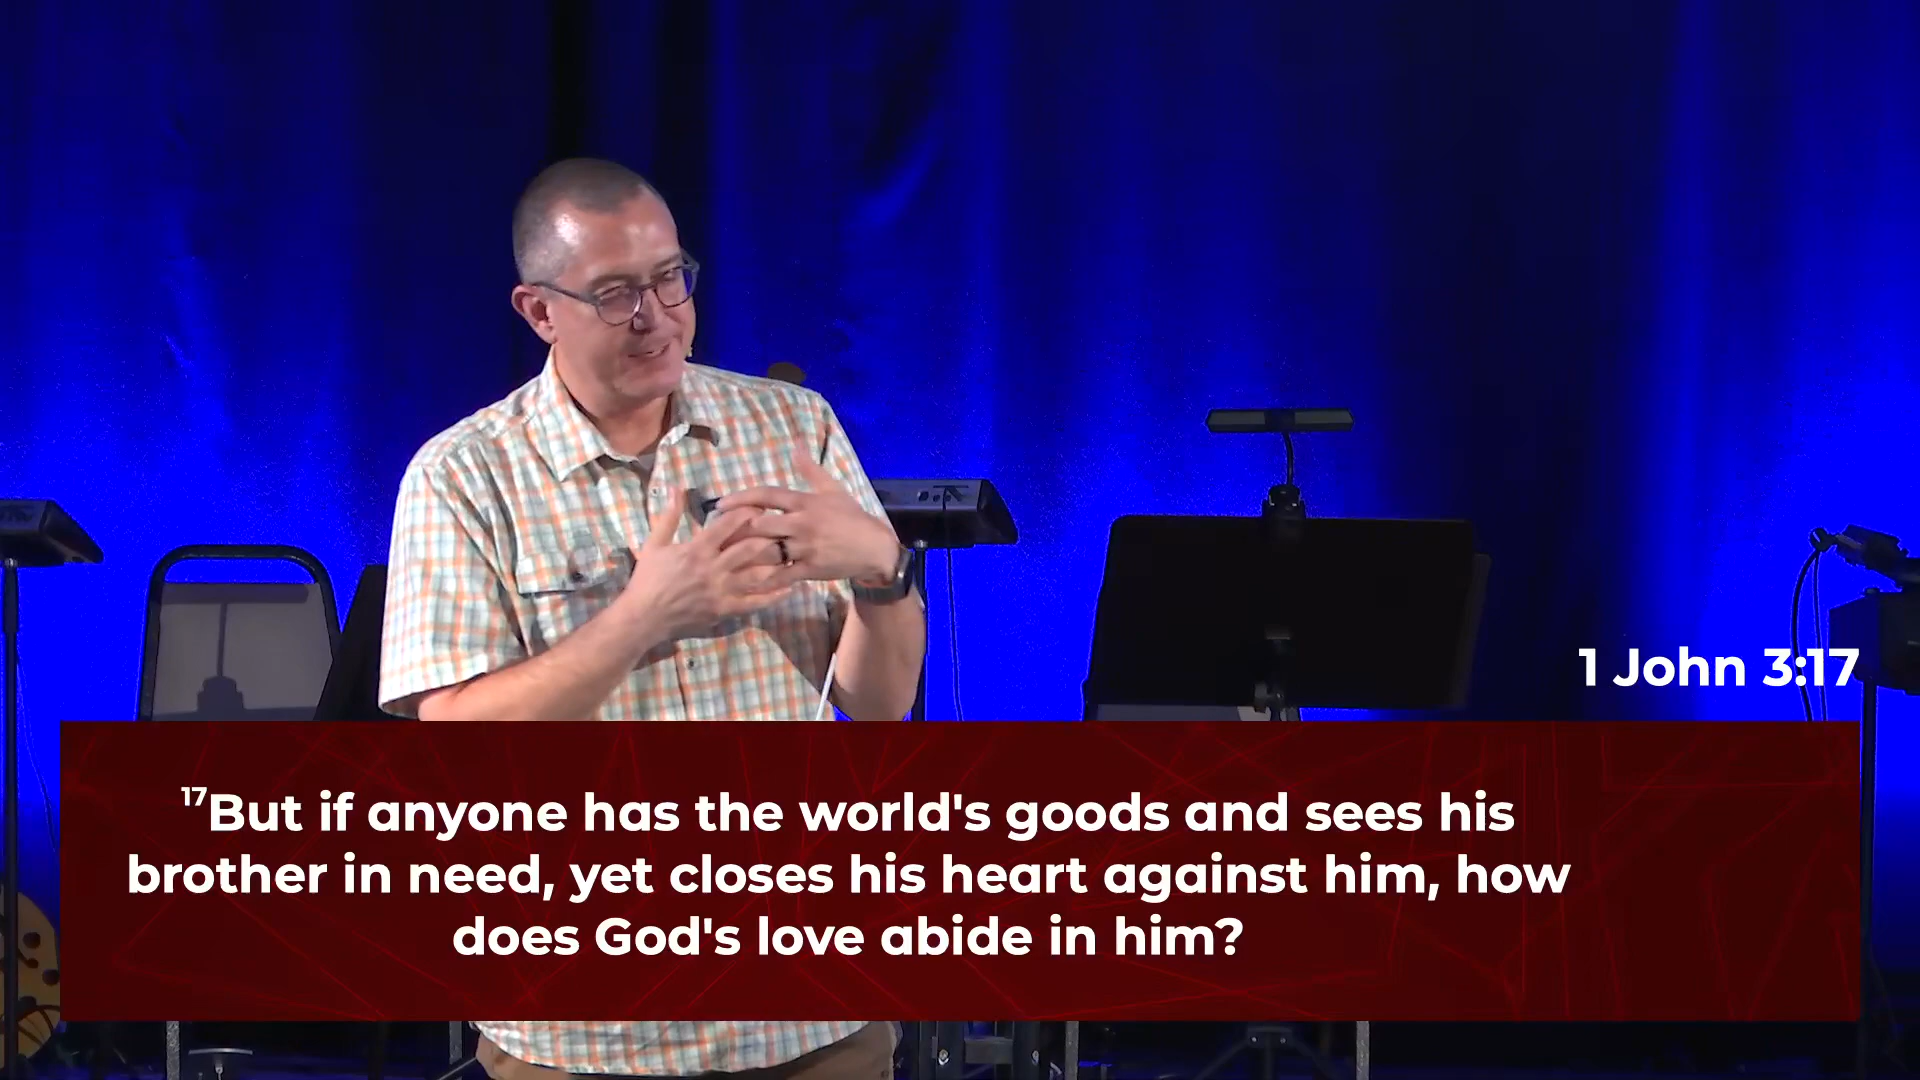 1 John 3:17
17But if anyone has the world's goods and sees his
brother in need, yet closes his heart against him, how
does God's love abide in him?